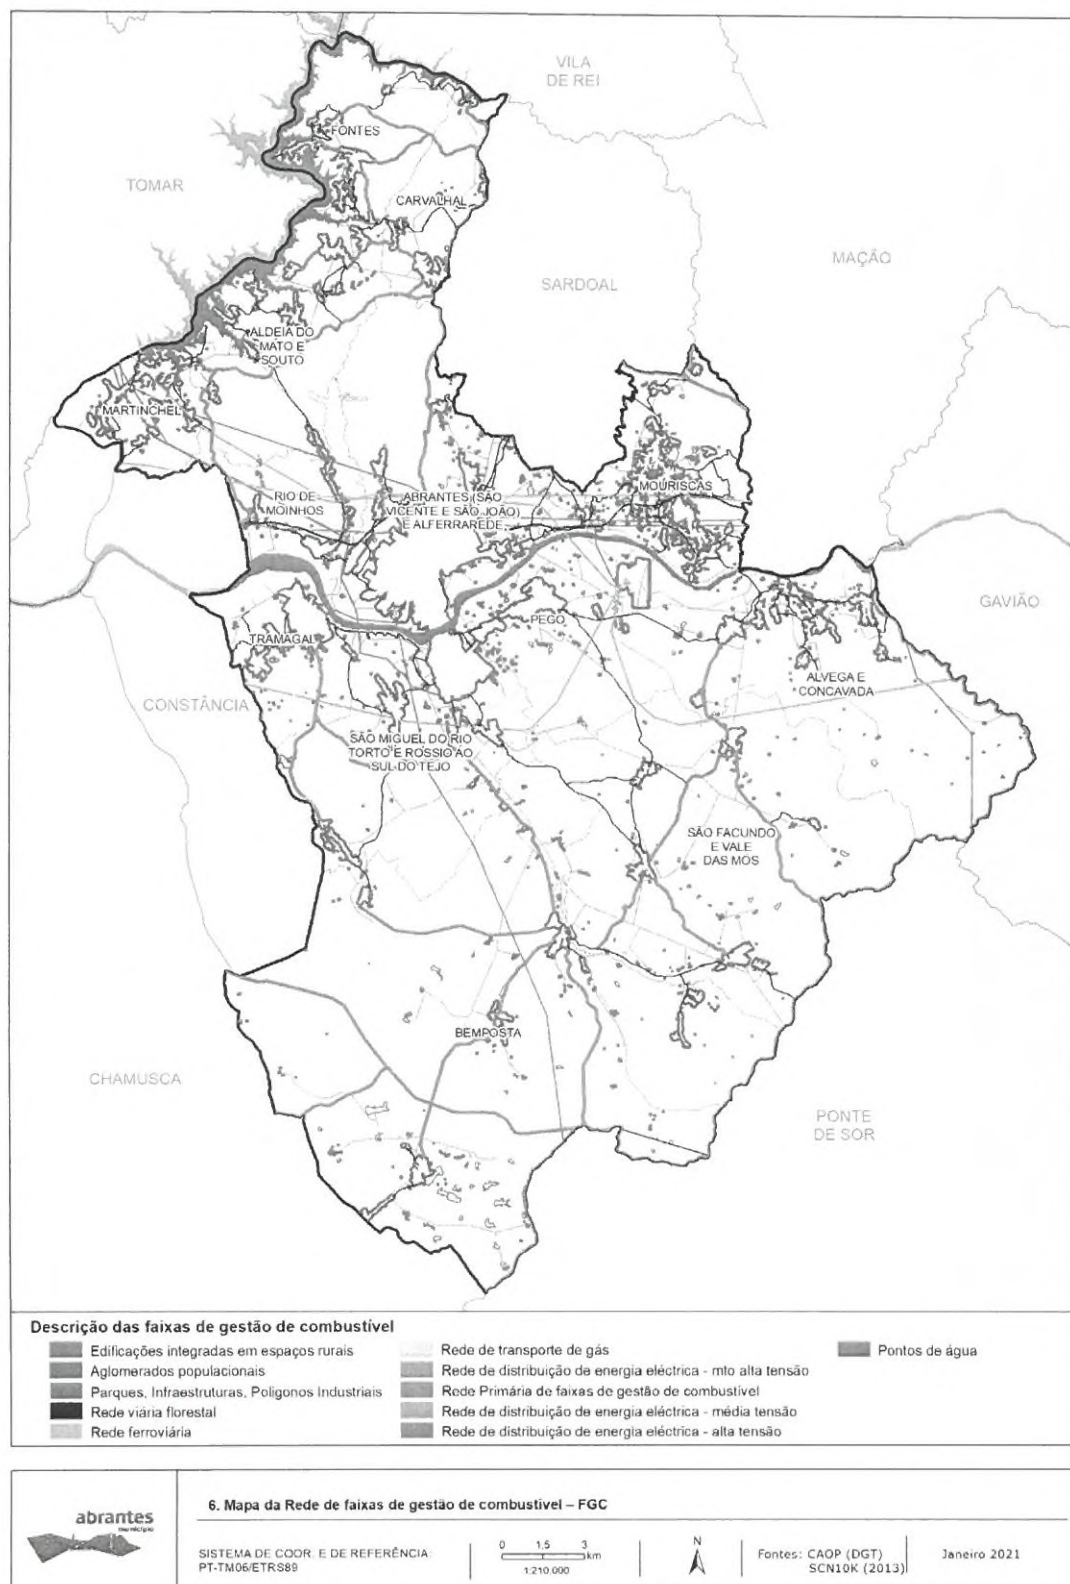 VILA
DE REI
FONTES
TOMAR
CARVALHAL
MAÇÃO
SARDOAL
ALDEIA DO
MATO E
SOUTO
MARTINCHEL
MOURISCAS
RIO DE
MOINHOS
ABRANTES (SÃO
VICENTE E SÃO JOÃO)
E ALFERRAREDE
GAVIÃO
PEGO
TRAMAGAL
ALVEGA E
CONCAVADA
CONSTÂNCIA
SÃO MIGUEL DO RIO
TORTO E ROSSIO AO
SUL DO TEJO
SÃO FACUNDO
E VALE
DAS MÓS
BEMPOSTA
CHAMUSCA
PONTE
DE SOR
Descrição das faixas de gestão de combustível
Edificações integradas em espaços rurais
Aglomerados populacionais
Parques, Infraestruturas, Poligonos Industriais
Rede viária florestal
Rede ferroviária
Rede de transporte de gás
Rede de distribuição de energia eléctrica - mto alta tensão
Rede Primária de faixas de gestão de combustível
Rede de distribuição de energia eléctrica - média tensão
Rede de distribuição de energia eléctrica - alta tensão
Pontos de água
abrantes
município
6. Mapa da Rede de faixas de gestão de combustível – FGC
SISTEMA DE COOR. E DE REFERÊNCIA
PT-TM06/ETRS89
0 1,5 3
km
1:210.000
N
Fontes: CAOP (DGT)
SCN10K (2013)
Janeiro 2021